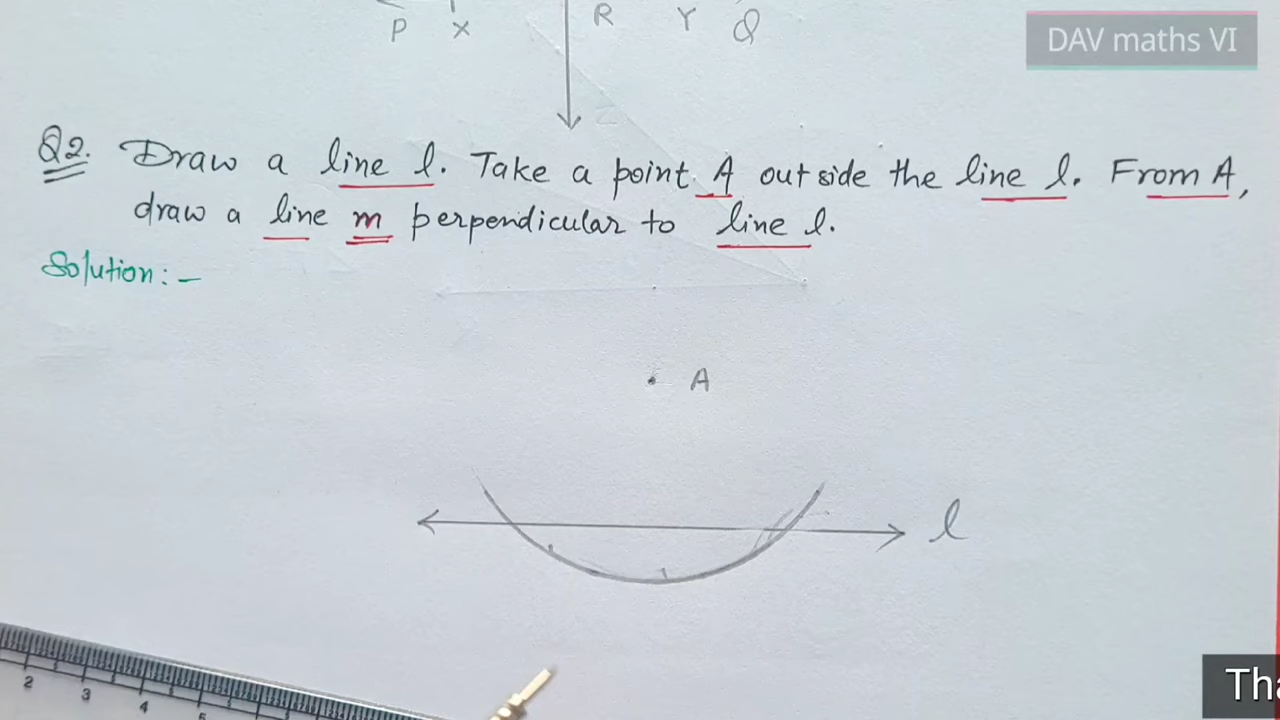 P X R Y Q
DAV maths VI
Q2. Draw a line l. Take a point A outside the line l. From A,
draw a line m perpendicular to line l.
Solution:-
A
l
2 3 4 5
Tha